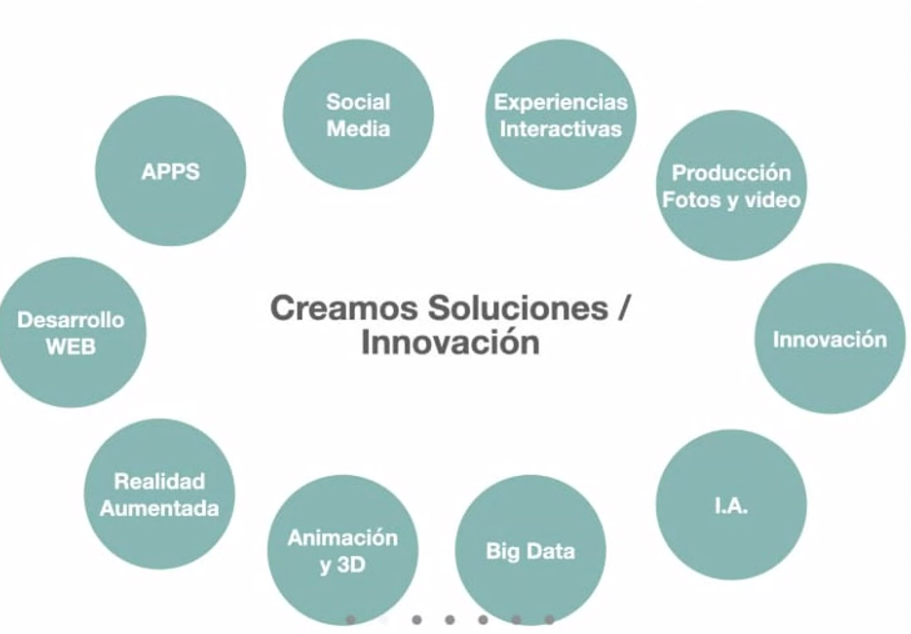 Social
Media
Experiencias
Interactivas
APPS
Producción
Fotos y video
Desarrollo
WEB
Creamos Soluciones /
Innovación
Innovación
Realidad
Aumentada
I.A.
Animación
y 3D
Big Data